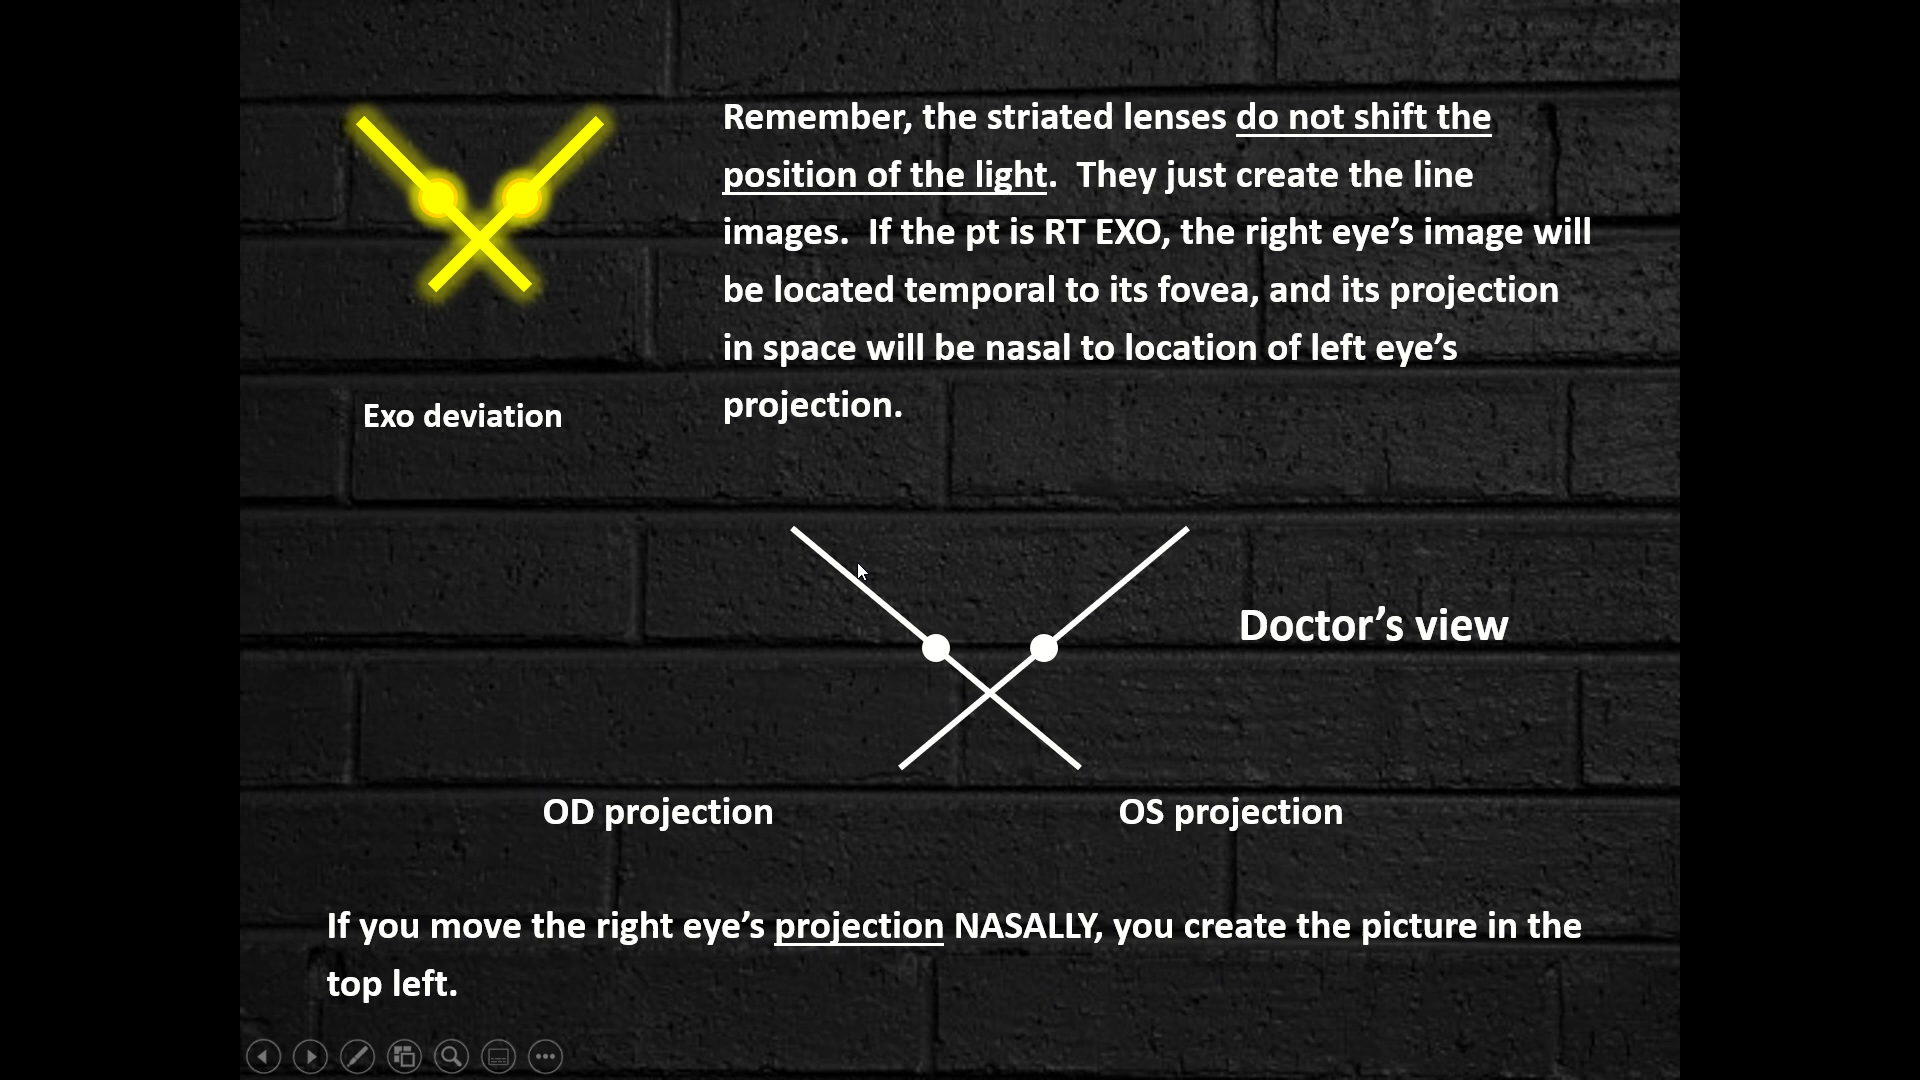 Remember, the striated lenses do not shift the
position of the light.  They just create the line
images.  If the pt is RT EXO, the right eye’s image will
be located temporal to its fovea, and its projection
in space will be nasal to location of left eye’s
projection.
Exo deviation
Doctor’s view
OD projection
OS projection
If you move the right eye’s projection NASALLY, you create the picture in the
top left.